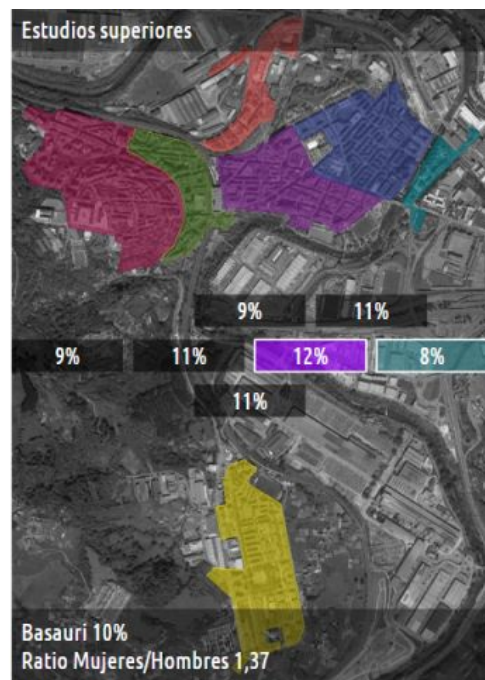 Estudios superiores
9% 11%
9% 11% 12% 8%
11%
Basauri 10%
Ratio Mujeres/Hombres 1,37